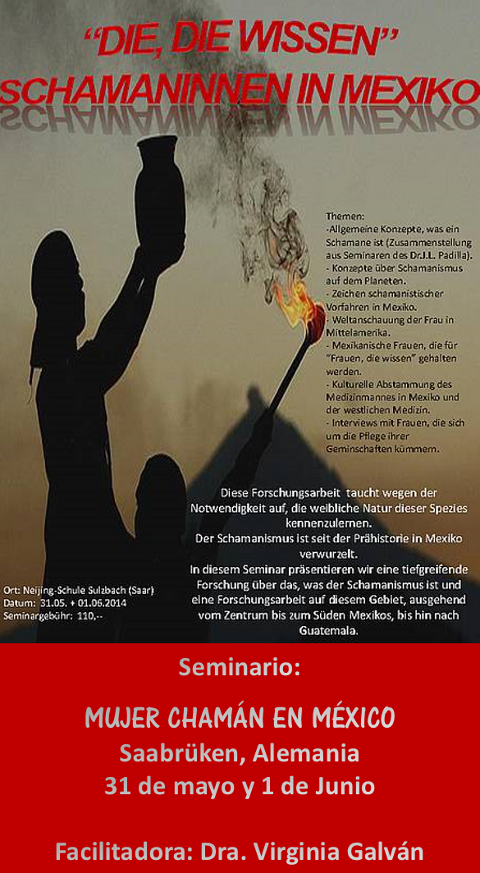 “DIE, DIE WISSEN”
SCHAMANINNEN IN MEXIKO
Themen:
-Allgemeine Konzepte, was ein
Schamane ist (Zusammenstellung
aus Seminaren des Dr.J.L. Padilla).
- Konzepte über Schamanismus
auf dem Planeten.
- Zeichen schamanistischer
Vorfahren in Mexiko.
- Weltanschauung der Frau in
Mittelamerika.
- Mexikanische Frauen, die für
“Frauen, die wissen” gehalten
werden.
- Kulturelle Abstammung des
Medizinmannes in Mexiko und
der westlichen Medizin.
- Interviews mit Frauen, die sich
um die Pflege ihrer
Geminschaften kümmern.
Diese Forschungsarbeit taucht wegen der
Notwendigkeit auf, die weibliche Natur dieser Spezies
kennenzulernen.
Der Schamanismus ist seit der Prähistorie in Mexiko
verwurzelt.
In diesem Seminar präsentieren wir eine tiefgreifende
Forschung über das, was der Schamanismus ist und
eine Forschungsarbeit auf diesem Gebiet, ausgehend
vom Zentrum bis zum Süden Mexikos, bis hin nach
Guatemala.
Ort: Neijing-Schule Sulzbach (Saar)
Datum: 31.05. + 01.06.2014
Seminargebühr: 110,--
Seminario:
MUJER CHAMÁN EN MÉXICO
Saabrüken, Alemania
31 de mayo y 1 de Junio
Facilitadora: Dra. Virginia Galván